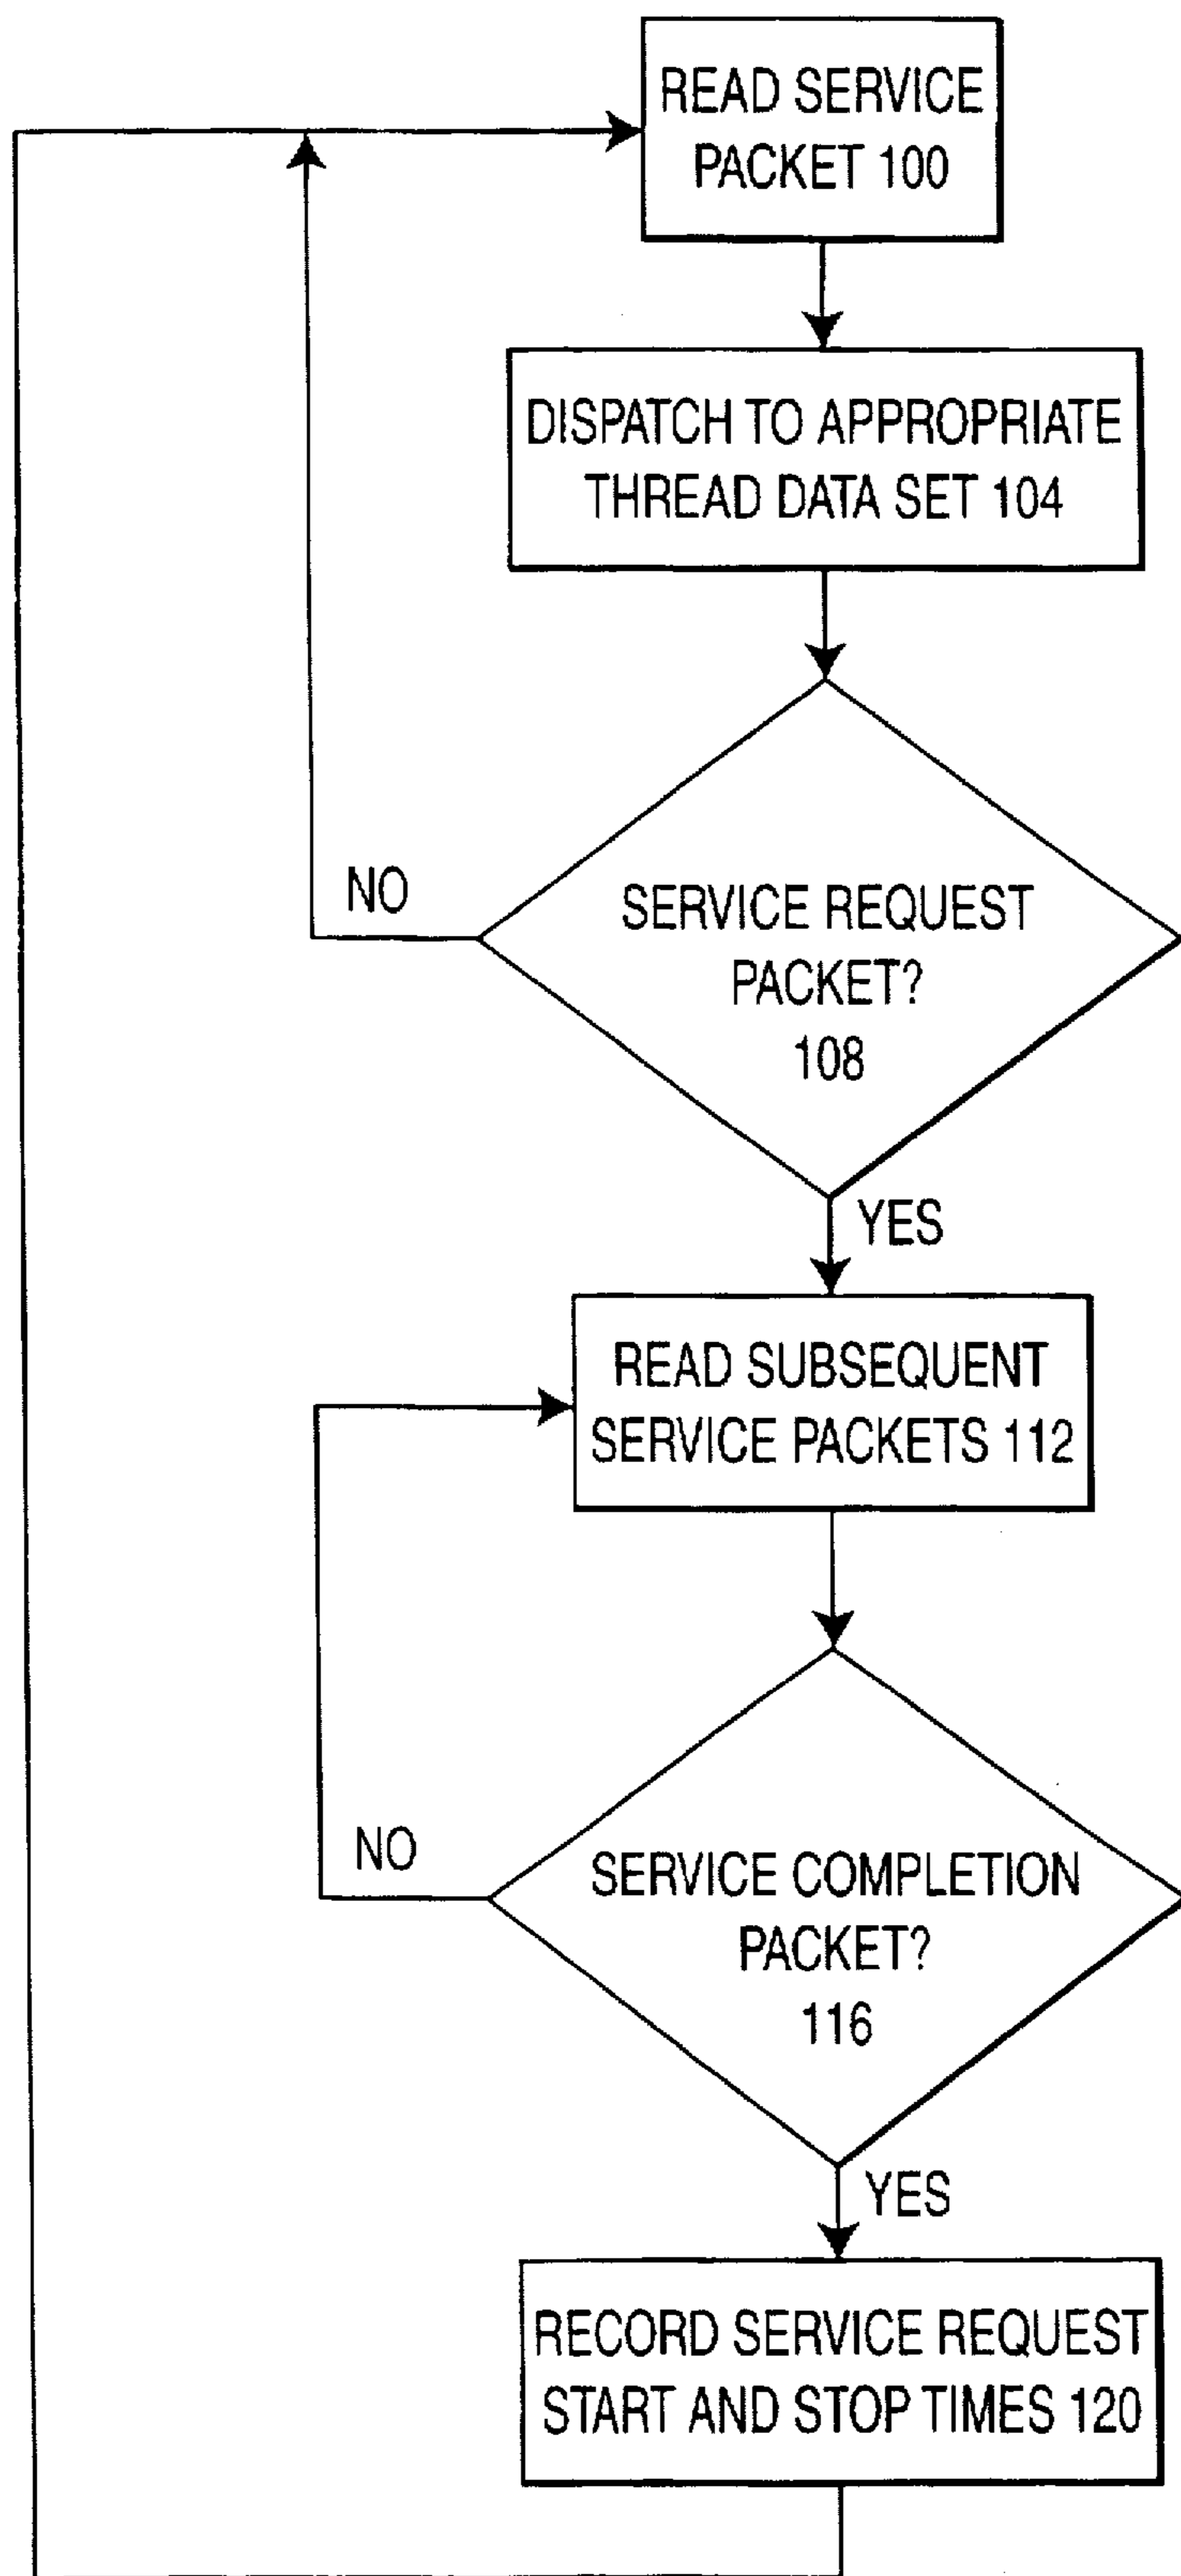 READ SERVICE
PACKET 100
DISPATCH TO APPROPRIATE
THREAD DATA SET 104
NO
SERVICE REQUEST
PACKET?
108
YES
READ SUBSEQUENT
SERVICE PACKETS 112
NO
SERVICE COMPLETION
PACKET?
116
YES
RECORD SERVICE REQUEST
START AND STOP TIMES 120